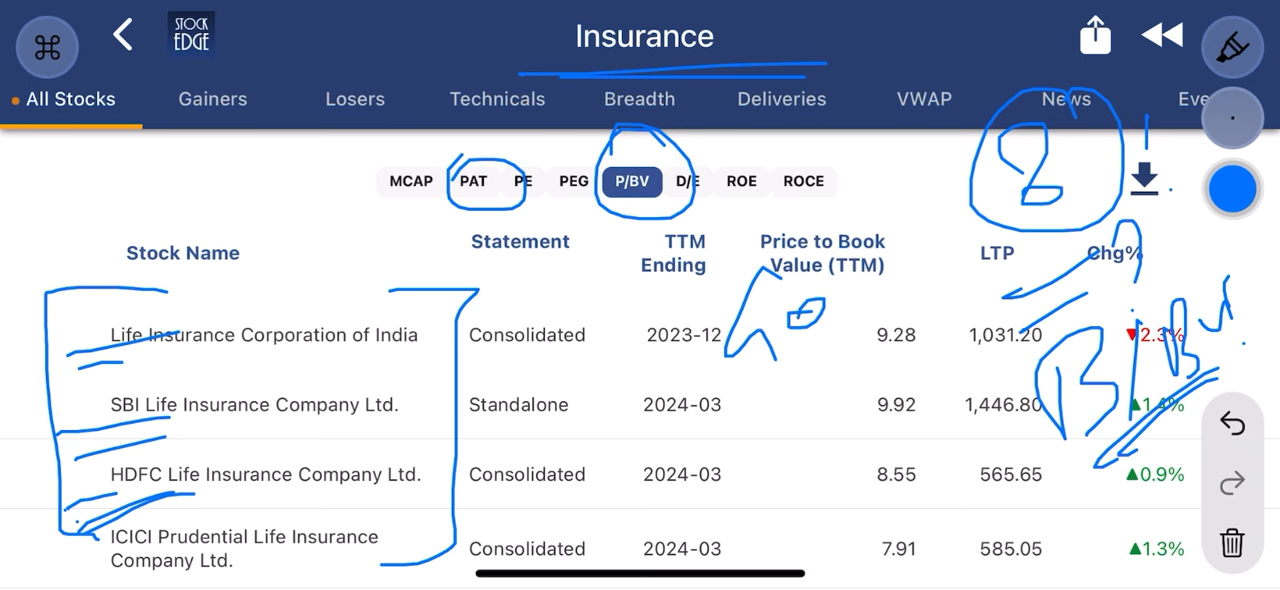 STOCK EDGE
Insurance
All Stocks Gainers Losers Technicals Breadth Deliveries VWAP News
MCAP PAT PE PEG P/BV D/E ROE ROCE
Stock Name Statement TTM Ending Price to Book Value (TTM) LTP Chg%
Life Insurance Corporation of India Consolidated 2023-12 9.28 1,031.20 ▼2.3%
SBI Life Insurance Company Ltd. Standalone 2024-03 9.92 1,446.80 ▲1.4%
HDFC Life Insurance Company Ltd. Consolidated 2024-03 8.55 565.65 ▲0.9%
ICICI Prudential Life Insurance Company Ltd. Consolidated 2024-03 7.91 585.05 ▲1.3%